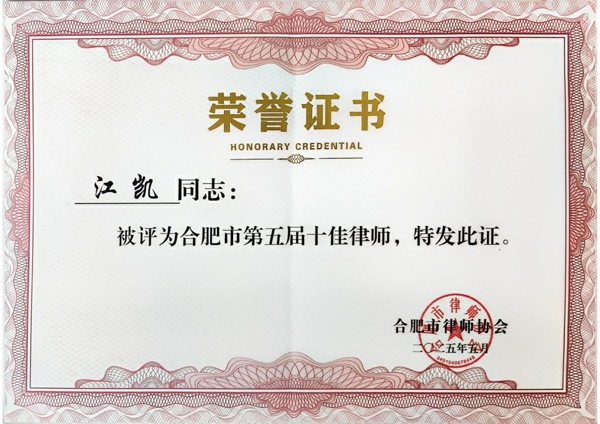 荣誉证书
HONORARY CREDENTIAL
江凯同志：
被评为合肥市第五届十佳律师，特发此证。
合肥市律师协会
二〇二五年五月